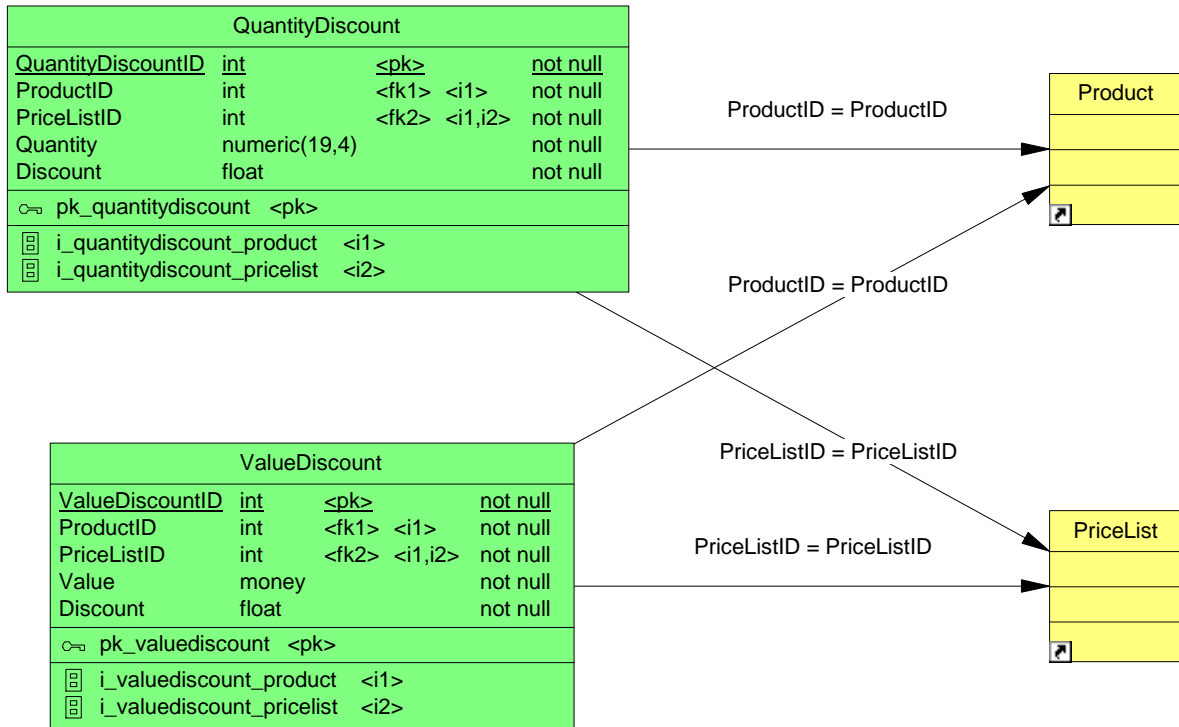 QuantityDiscount
QuantityDiscountID int <pk> not null
ProductID int <fk1> <i1> not null
PriceListID int <fk2> <i1,i2> not null
Quantity numeric(19,4) not null
Discount float not null
pk_quantitydiscount <pk>
i_quantitydiscount_product <i1>
i_quantitydiscount_pricelist <i2>
ProductID = ProductID
Product
ProductID = ProductID
ValueDiscount
ValueDiscountID int <pk> not null
ProductID int <fk1> <i1> not null
PriceListID int <fk2> <i1,i2> not null
Value money not null
Discount float not null
pk_valuediscount <pk>
i_valuediscount_product <i1>
i_valuediscount_pricelist <i2>
PriceListID = PriceListID
PriceListID = PriceListID
PriceList